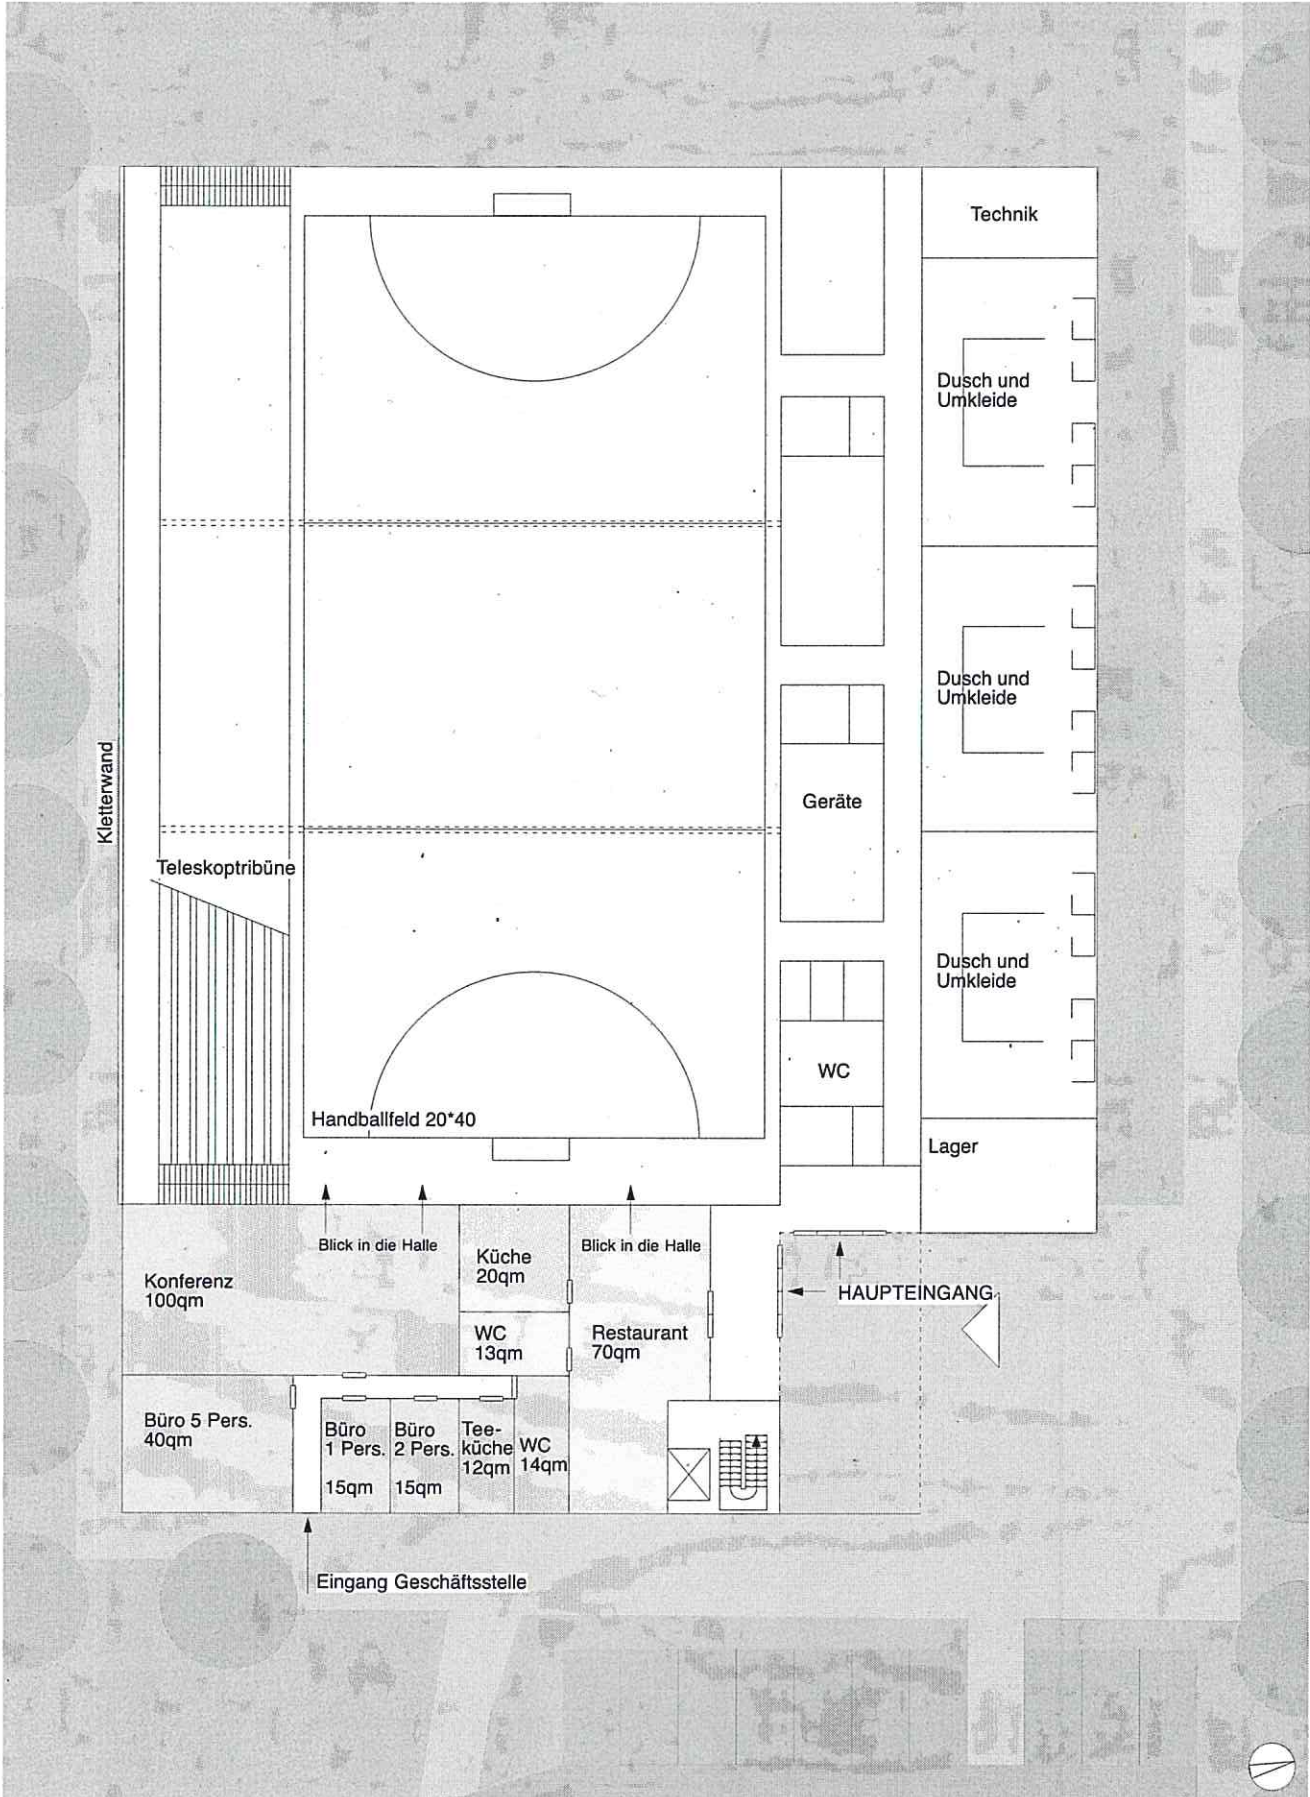 Technik
Dusch und
Umkleide
Dusch und
Umkleide
Kletterwand
Geräte
Teleskoptribüne
Dusch und
Umkleide
WC
Handballfeld 20*40
Lager
Blick in die Halle
Küche
20qm
Blick in die Halle
Konferenz
100qm
HAUPTEINGANG
WC
13qm
Restaurant
70qm
Büro 5 Pers.
40qm
Büro
1 Pers.
15qm
Büro
2 Pers.
15qm
Tee-
küche
12qm
WC
14qm
Eingang Geschäftsstelle